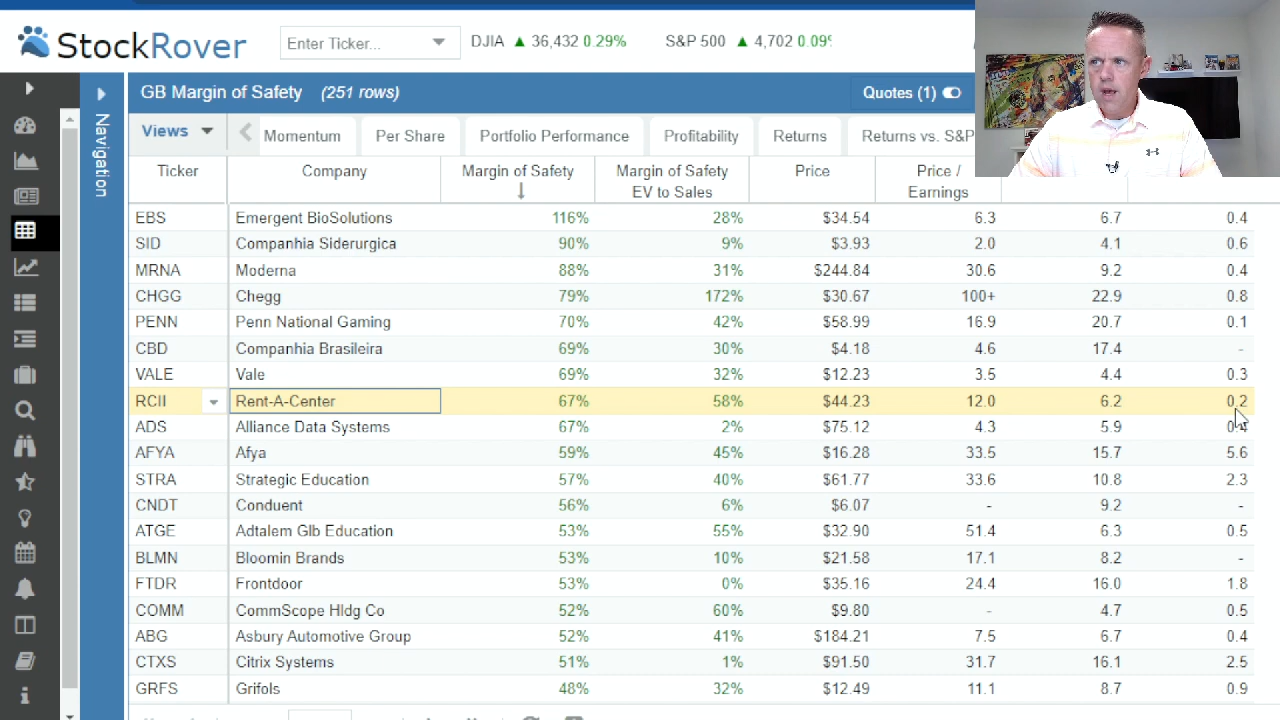 StockRover Enter Ticker... DJIA ▲ 36,432 0.29% S&P 500 ▲ 4,702
GB Margin of Safety (251 rows) Quotes (1)
Views Momentum Per Share Portfolio Performance Profitability Returns Returns vs. S&P
Navigation
Ticker Company Margin of Safety ↓ Margin of Safety EV to Sales Price Price / Earnings
EBS Emergent BioSolutions 116% 28% $34.54 6.3 6.7 0.4
SID Companhia Siderurgica 90% 9% $3.93 2.0 4.1 0.6
MRNA Moderna 88% 31% $244.84 30.6 9.2 0.4
CHGG Chegg 79% 172% $30.67 100+ 22.9 0.8
PENN Penn National Gaming 70% 42% $58.99 16.9 20.7 0.1
CBD Companhia Brasileira 69% 30% $4.18 4.6 17.4 -
VALE Vale 69% 32% $12.23 3.5 4.4 0.3
RCII Rent-A-Center 67% 58% $44.23 12.0 6.2 0.2
ADS Alliance Data Systems 67% 2% $75.12 4.3 5.9
AFYA Afya 59% 45% $16.28 33.5 15.7 5.6
STRA Strategic Education 57% 40% $61.77 33.6 10.8 2.3
CNDT Conduent 56% 6% $6.07 - 9.2 -
ATGE Adtalem Glb Education 53% 55% $32.90 51.4 6.3 0.5
BLMN Bloomin Brands 53% 10% $21.58 17.1 8.2 -
FTDR Frontdoor 53% 0% $35.16 24.4 16.0 1.8
COMM CommScope Hldg Co 52% 60% $9.80 - 4.7 0.5
ABG Asbury Automotive Group 52% 41% $184.21 7.5 6.7 0.4
CTXS Citrix Systems 51% 1% $91.50 31.7 16.1 2.5
GRFS Grifols 48% 32% $12.49 11.1 8.7 0.9